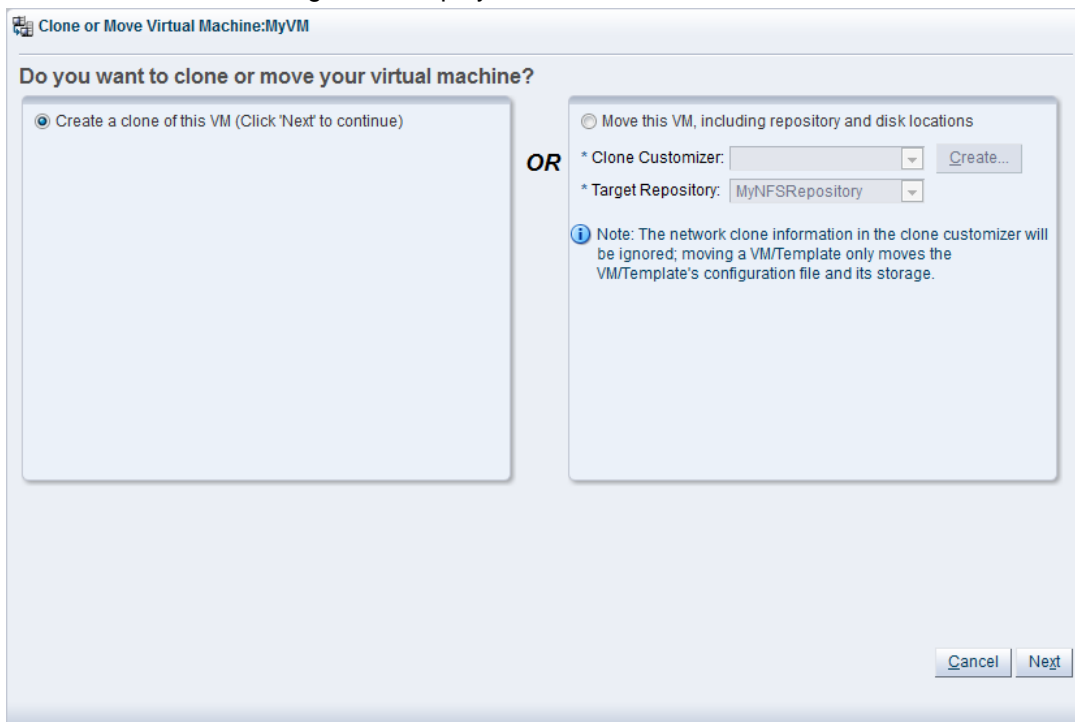 Clone or Move Virtual Machine:MyVM
Do you want to clone or move your virtual machine?
Create a clone of this VM (Click 'Next' to continue)
OR
Move this VM, including repository and disk locations
* Clone Customizer:
Create...
* Target Repository: MyNFSRepository
Note: The network clone information in the clone customizer will
be ignored; moving a VM/Template only moves the
VM/Template's configuration file and its storage.
Cancel
Next